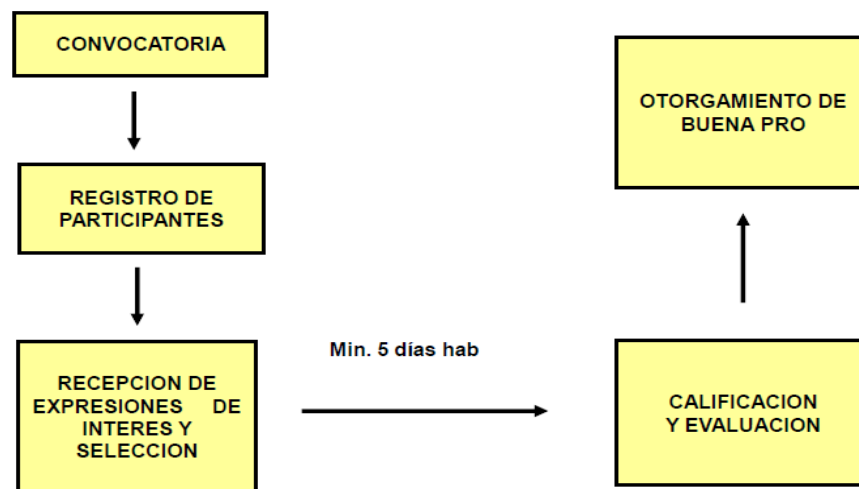 CONVOCATORIA
REGISTRO DE
PARTICIPANTES
RECEPCION DE
EXPRESIONES DE
INTERES Y
SELECCION
Min. 5 días hab
CALIFICACION
Y EVALUACION
OTORGAMIENTO DE
BUENA PRO